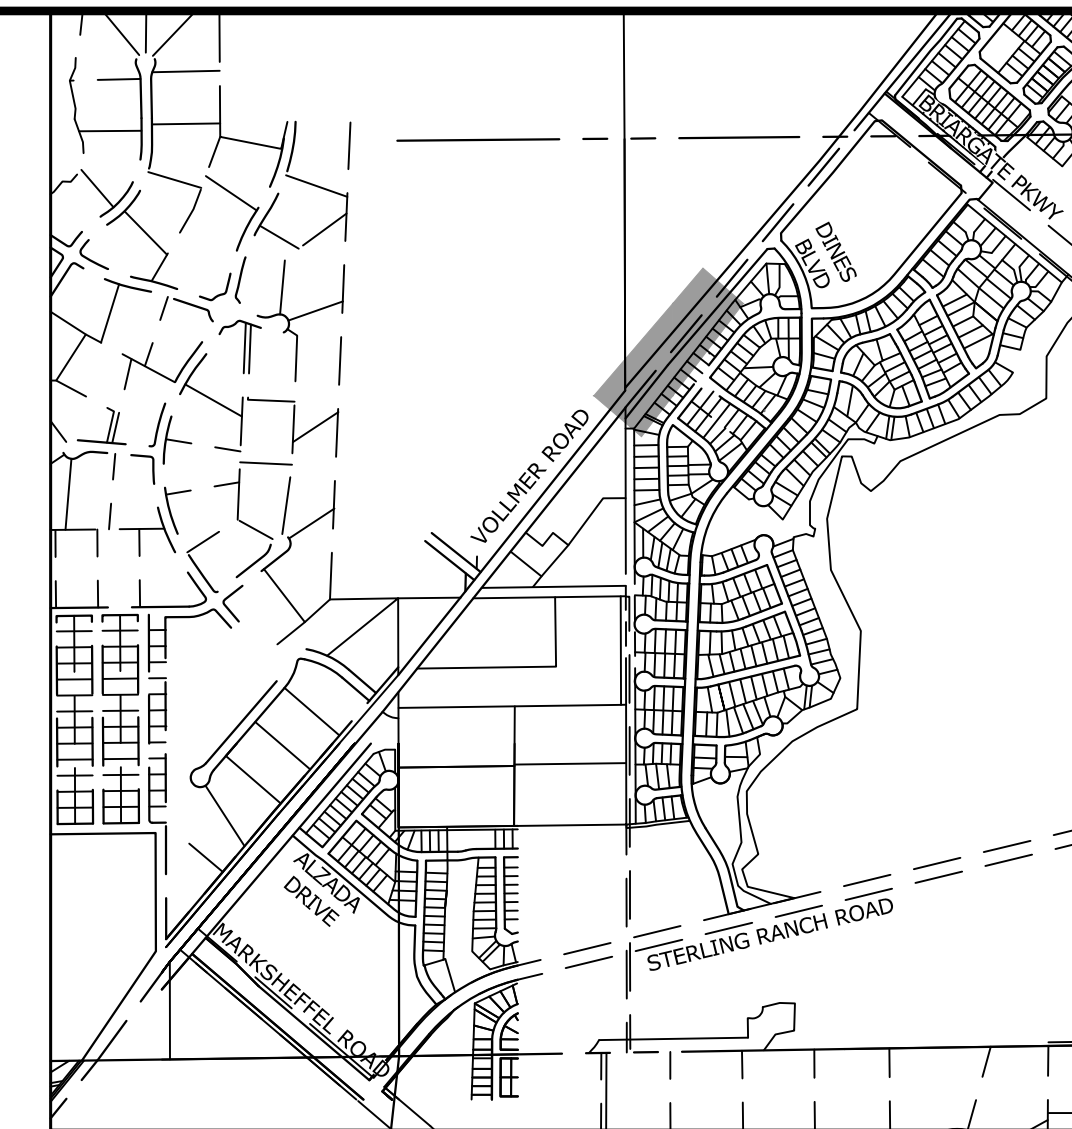 BRIARGATE PKWY
DINES
BLVD
VOLLMER ROAD
ALZADA
DRIVE
STERLING RANCH ROAD
MARKSHEFFEL ROAD